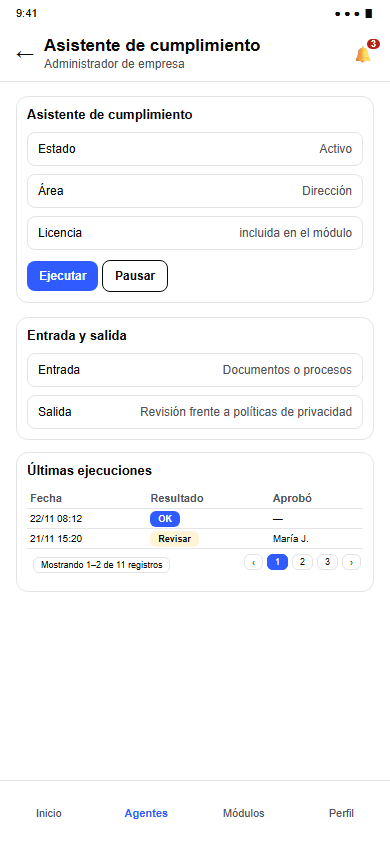 9:41
← Asistente de cumplimiento
Administrador de empresa
3
Asistente de cumplimiento
Estado Activo
Área Dirección
Licencia incluida en el módulo
Ejecutar Pausar
Entrada y salida
Entrada Documentos o procesos
Salida Revisión frente a políticas de privacidad
Últimas ejecuciones
Fecha Resultado Aprobó
22/11 08:12 OK —
21/11 15:20 Revisar María J.
Mostrando 1–2 de 11 registros ‹ 1 2 3 ›
Inicio Agentes Módulos Perfil